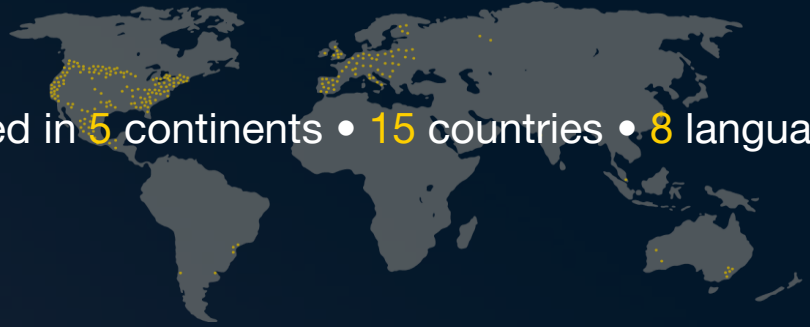 ed in 5 continents • 15 countries • 8 langua